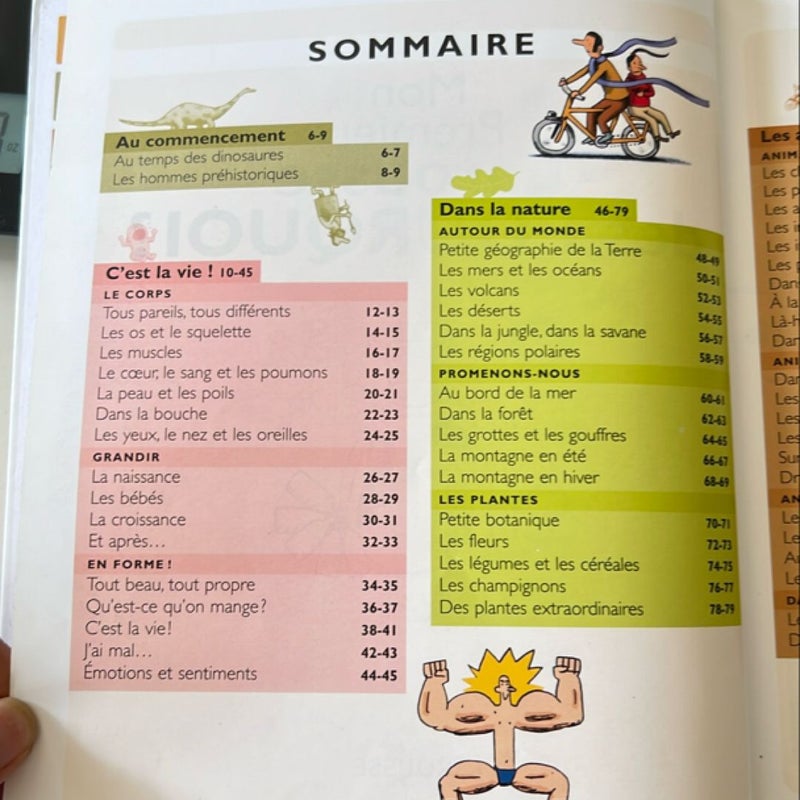 SOMMAIRE
Au commencement 6-9
Au temps des dinosaures 6-7
Les hommes préhistoriques 8-9
C'est la vie ! 10-45
LE CORPS
Tous pareils, tous différents 12-13
Les os et le squelette 14-15
Les muscles 16-17
Le cœur, le sang et les poumons 18-19
La peau et les poils 20-21
Dans la bouche 22-23
Les yeux, le nez et les oreilles 24-25
GRANDIR
La naissance 26-27
Les bébés 28-29
La croissance 30-31
Et après... 32-33
EN FORME !
Tout beau, tout propre 34-35
Qu'est-ce qu'on mange ? 36-37
C'est la vie ! 38-41
J'ai mal... 42-43
Émotions et sentiments 44-45
Dans la nature 46-79
AUTOUR DU MONDE
Petite géographie de la Terre 48-49
Les mers et les océans 50-51
Les volcans 52-53
Les déserts 54-55
Dans la jungle, dans la savane 56-57
Les régions polaires 58-59
PROMENONS-NOUS
Au bord de la mer 60-61
Dans la forêt 62-63
Les grottes et les gouffres 64-65
La montagne en été 66-67
La montagne en hiver 68-69
LES PLANTES
Petite botanique 70-71
Les fleurs 72-73
Les légumes et les céréales 74-75
Les champignons 76-77
Des plantes extraordinaires 78-79